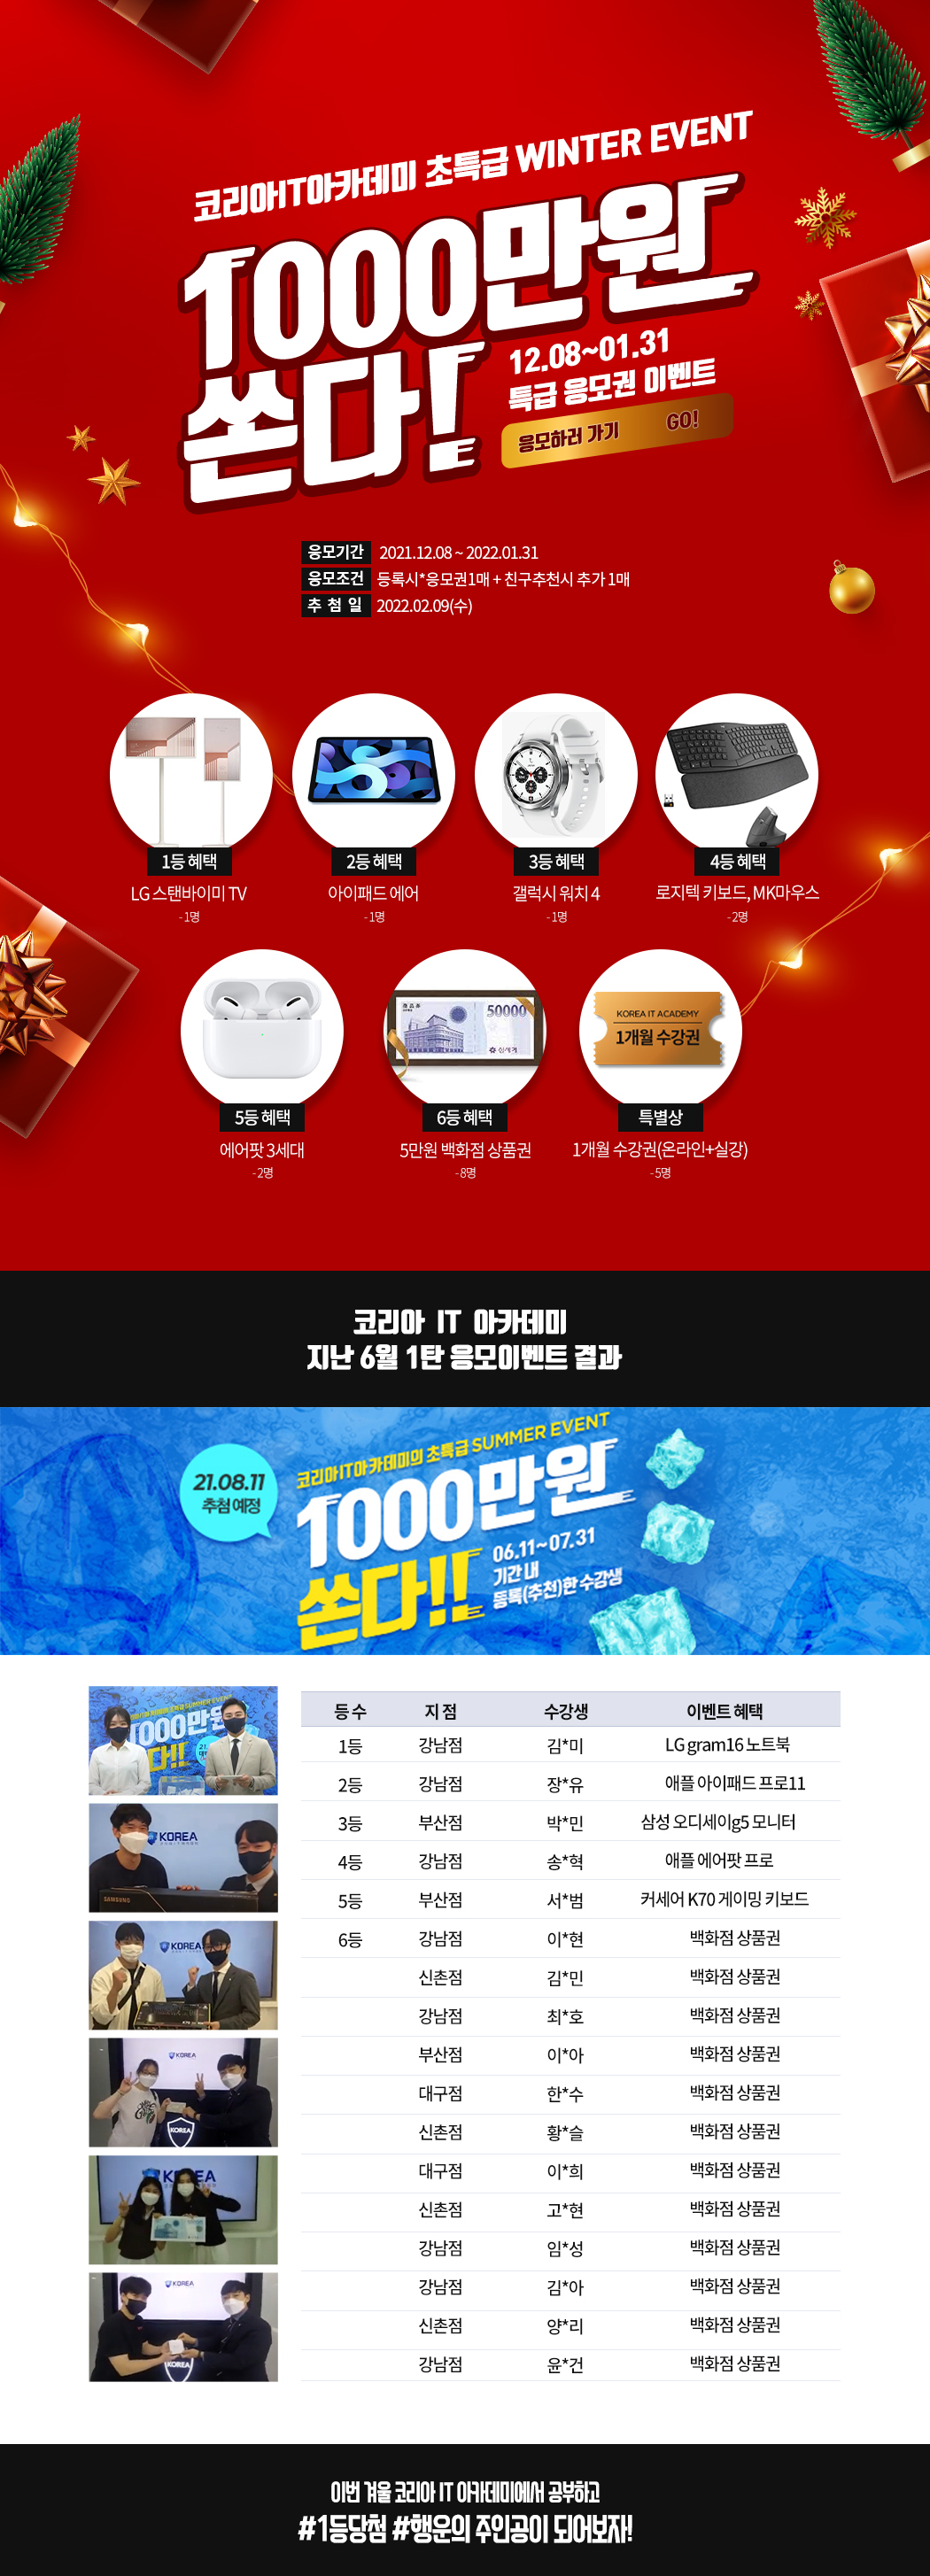 코리아IT아카데미 초특급 WINTER EVENT
1000만원
쏜다!
12.08~01.31
특급 응모권 이벤트
응모하러 가기 GO!
응모기간 2021.12.08 ~ 2022.01.31
응모조건 등록시*응모권1매 + 친구추천시 추가 1매
추 첨 일 2022.02.09(수)
1등 혜택
LG 스탠바이미 TV
- 1명
2등 혜택
아이패드 에어
- 1명
3등 혜택
갤럭시 워치 4
- 1명
4등 혜택
로지텍 키보드, MK마우스
- 2명
5등 혜택
에어팟 3세대
- 2명
50000
6등 혜택
5만원 백화점 상품권
- 8명
KOREA IT ACADEMY
1개월 수강권
특별상
1개월 수강권(온라인+실강)
- 5명
코리아 IT 아카데미
지난 6월 1탄 응모이벤트 결과
21.08.11
추첨 예정
코리아IT아카데미의 초특급 SUMMER EVENT
1000만원
쏜다!!
06.11~07.31
기간 내
등록(추천)한 수강생
등 수 지 점 수강생 이벤트 혜택
1등 강남점 김*미 LG gram16 노트북
2등 강남점 장*유 애플 아이패드 프로11
3등 부산점 박*민 삼성 오디세이g5 모니터
4등 강남점 송*혁 애플 에어팟 프로
5등 부산점 서*범 커세어 K70 게이밍 키보드
6등 강남점 이*현 백화점 상품권
신촌점 김*민 백화점 상품권
강남점 최*호 백화점 상품권
부산점 이*아 백화점 상품권
대구점 한*수 백화점 상품권
신촌점 황*슬 백화점 상품권
대구점 이*희 백화점 상품권
신촌점 고*현 백화점 상품권
강남점 임*성 백화점 상품권
강남점 김*아 백화점 상품권
신촌점 양*리 백화점 상품권
강남점 윤*건 백화점 상품권
KOREA
SAMSUNG
KOREA
KOREA
KOREA
KOREA
KOREA
KOREA
이번 겨울 코리아 IT 아카데미에서 공부하고
#1등당첨 #행운의 주인공이 되어보자!